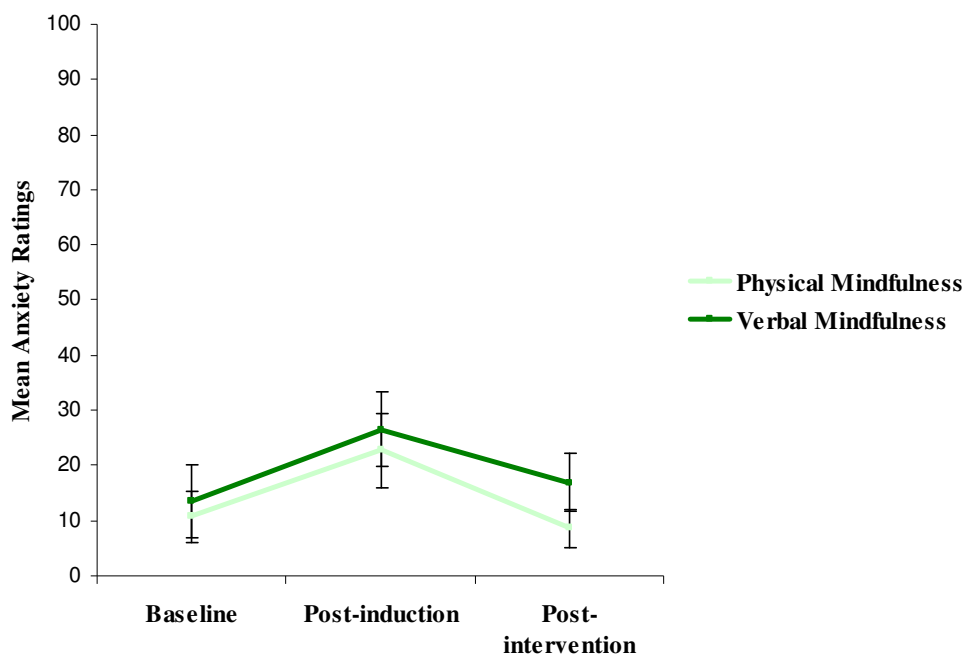 100
90
80
70
60
50
40
30
20
10
0
Mean Anxiety Ratings
Baseline
Post-induction
Post-
intervention
Physical Mindfulness
Verbal Mindfulness